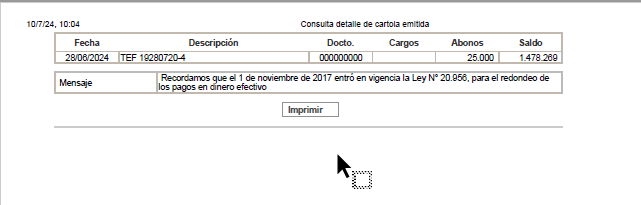 10/7/24, 10:04 Consulta detalle de cartola emitida
Fecha Descripción Docto. Cargos Abonos Saldo
28/06/2024 TEF 19280720-4 000000000 25.000 1.478.269
Mensaje Recordamos que el 1 de noviembre de 2017 entró en vigencia la Ley N° 20.956, para el redondeo de
los pagos en dinero efectivo
Imprimir